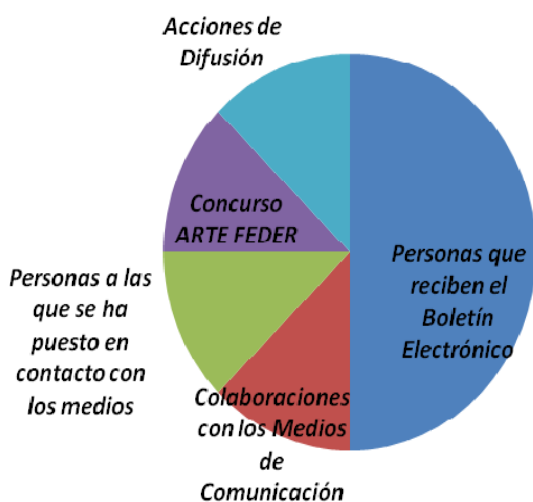 Acciones de
Difusión
Concurso
ARTE FEDER
Personas que
reciben el
Boletín
Electrónico
Personas a las
que se ha
puesto en
contacto con
los medios
Colaboraciones
con los Medios
de
Comunicación